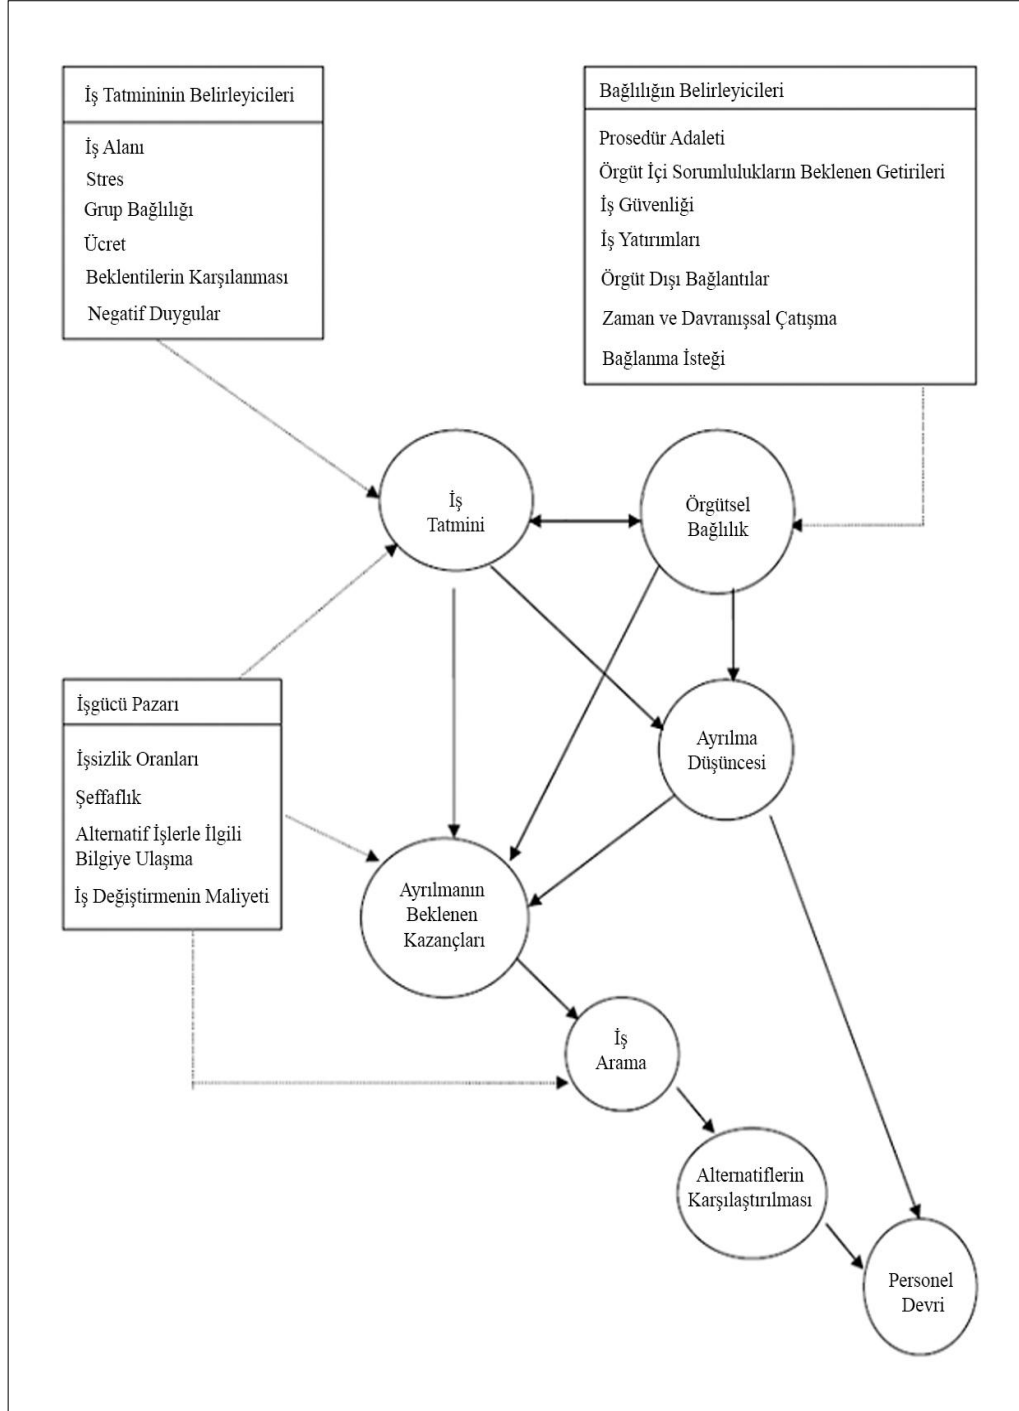 İş Tatmininin Belirleyicileri
İş Alanı
Stres
Grup Bağlılığı
Ücret
Beklentilerin Karşılanması
Negatif Duygular
Bağlılığın Belirleyicileri
Prosedür Adaleti
Örgüt İçi Sorumlulukların Beklenen Getirileri
İş Güvenliği
İş Yatırımları
Örgüt Dışı Bağlantılar
Zaman ve Davranışsal Çatışma
Bağlanma İsteği
İş
Tatmini
Örgütsel
Bağlılık
İşgücü Pazarı
İşsizlik Oranları
Şeffaflık
Alternatif İşlerle İlgili
Bilgiye Ulaşma
İş Değiştirmenin Maliyeti
Ayrılma
Düşüncesi
Ayrılmanın
Beklenen
Kazançları
İş
Arama
Alternatiflerin
Karşılaştırılması
Personel
Devri